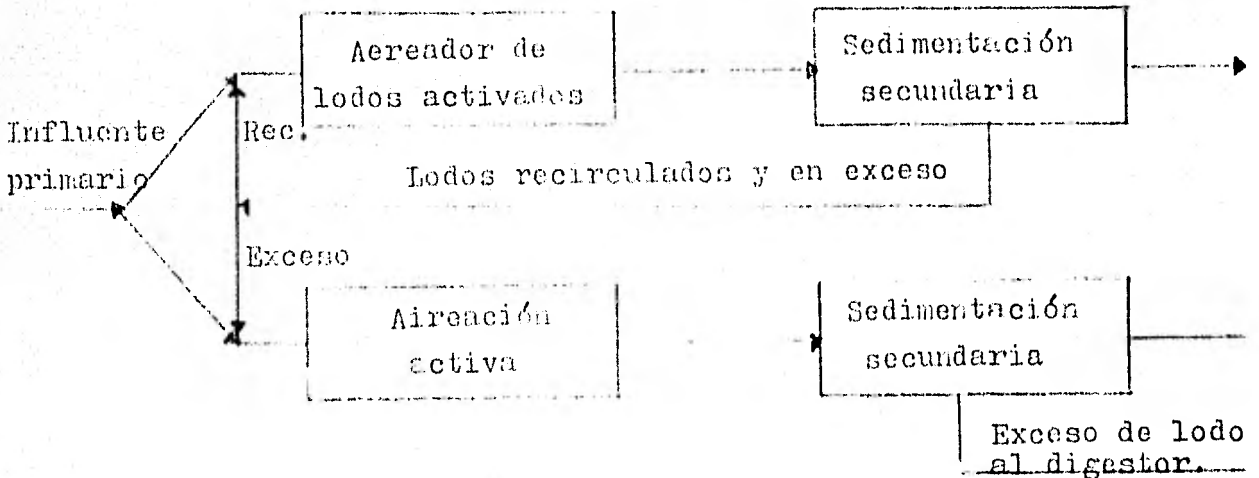 Aereador de
lodos activados
Sedimentación
secundaria
Influente
primario
Rec.
Lodos recirculados y en exceso
Exceso
Aireación
activa
Sedimentación
secundaria
Exceso de lodo
al digestor.